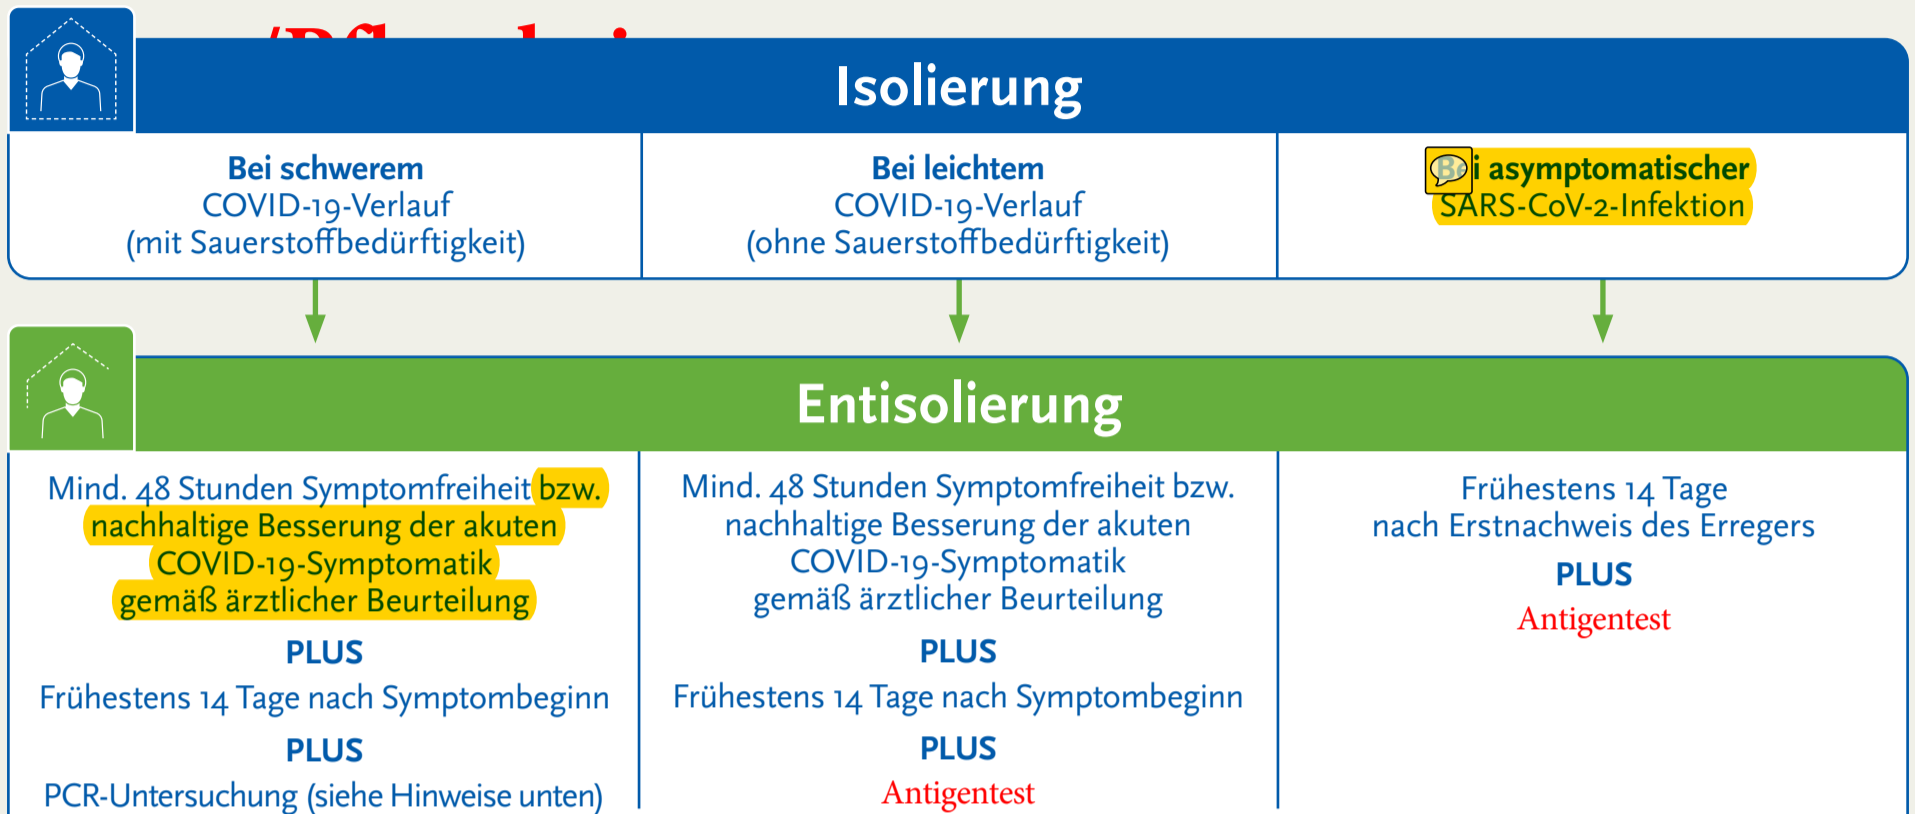 Isolierung
Bei schwerem
COVID-19-Verlauf
(mit Sauerstoffbedürftigkeit)
Bei leichtem
COVID-19-Verlauf
(ohne Sauerstoffbedürftigkeit)
Bei asymptomatischer
SARS-CoV-2-Infektion
Entisolierung
Mind. 48 Stunden Symptomfreiheit bzw.
nachhaltige Besserung der akuten
COVID-19-Symptomatik
gemäß ärztlicher Beurteilung
PLUS
Frühestens 14 Tage nach Symptombeginn
PLUS
PCR-Untersuchung (siehe Hinweise unten)
Mind. 48 Stunden Symptomfreiheit bzw.
nachhaltige Besserung der akuten
COVID-19-Symptomatik
gemäß ärztlicher Beurteilung
PLUS
Frühestens 14 Tage nach Symptombeginn
PLUS
Antigentest
Frühestens 14 Tage
nach Erstnachweis des Erregers
PLUS
Antigentest